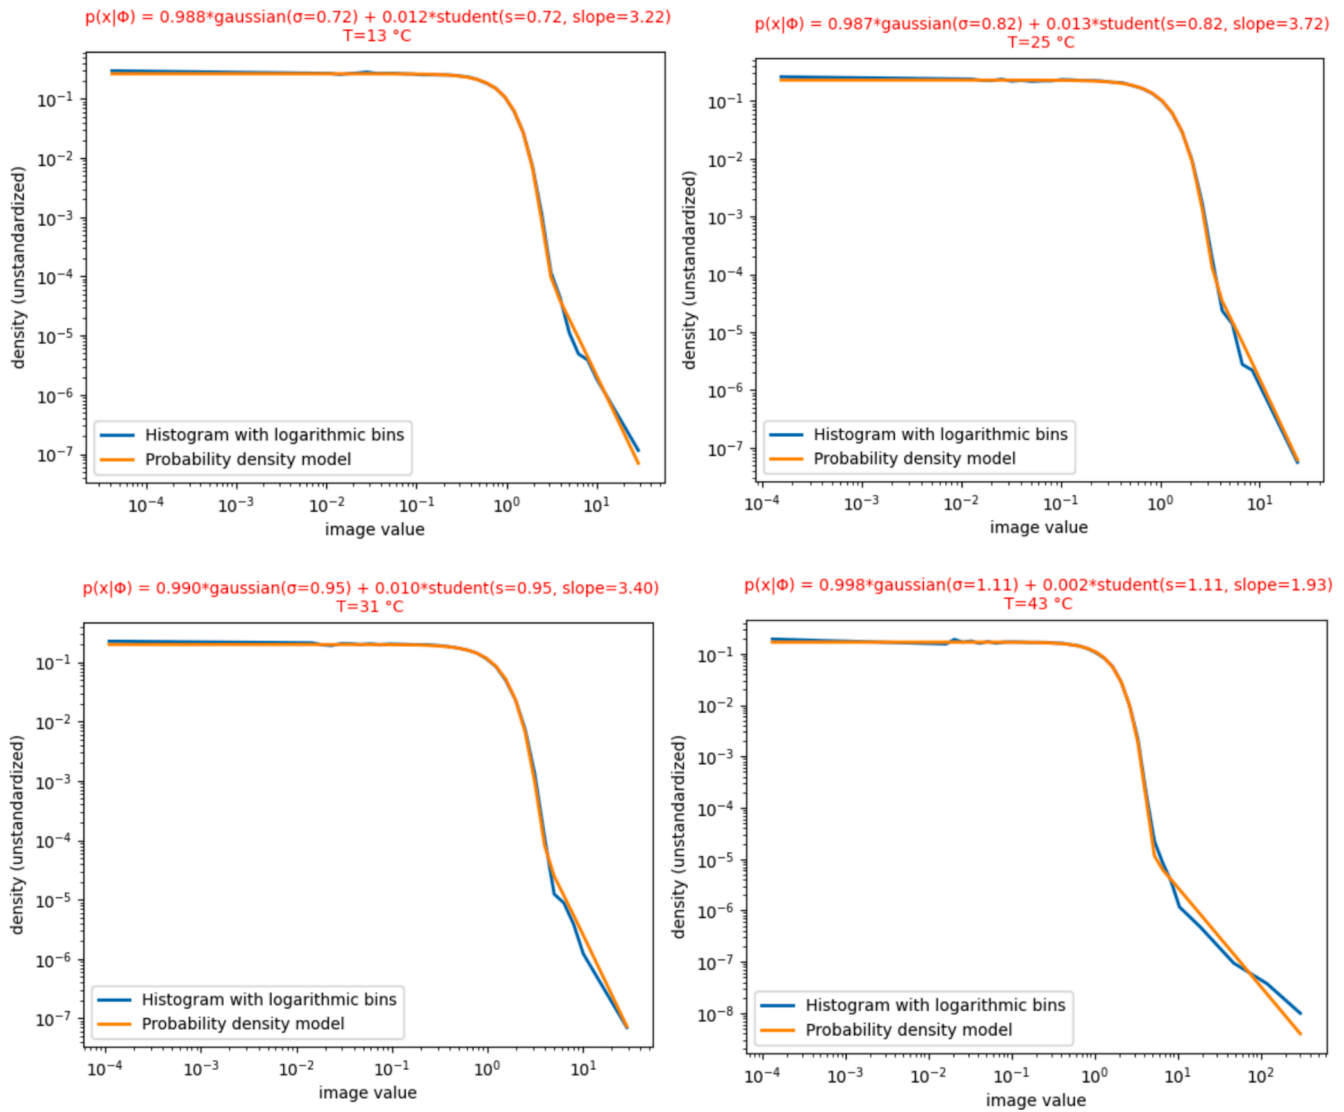 p(x|Φ) = 0.988*gaussian(σ=0.72) + 0.012*student(s=0.72, slope=3.22)
T=13 °C
density (unstandardized)
10⁻¹
10⁻²
10⁻³
10⁻⁴
10⁻⁵
10⁻⁶
10⁻⁷
Histogram with logarithmic bins
Probability density model
10⁻⁴ 10⁻³ 10⁻² 10⁻¹ 10⁰ 10¹
image value
p(x|Φ) = 0.987*gaussian(σ=0.82) + 0.013*student(s=0.82, slope=3.72)
T=25 °C
density (unstandardized)
10⁻¹
10⁻²
10⁻³
10⁻⁴
10⁻⁵
10⁻⁶
10⁻⁷
Histogram with logarithmic bins
Probability density model
10⁻⁴ 10⁻³ 10⁻² 10⁻¹ 10⁰ 10¹
image value
p(x|Φ) = 0.990*gaussian(σ=0.95) + 0.010*student(s=0.95, slope=3.40)
T=31 °C
density (unstandardized)
10⁻¹
10⁻²
10⁻³
10⁻⁴
10⁻⁵
10⁻⁶
10⁻⁷
Histogram with logarithmic bins
Probability density model
10⁻⁴ 10⁻³ 10⁻² 10⁻¹ 10⁰ 10¹
image value
p(x|Φ) = 0.998*gaussian(σ=1.11) + 0.002*student(s=1.11, slope=1.93)
T=43 °C
density (unstandardized)
10⁻¹
10⁻²
10⁻³
10⁻⁴
10⁻⁵
10⁻⁶
10⁻⁷
10⁻⁸
Histogram with logarithmic bins
Probability density model
10⁻⁴ 10⁻³ 10⁻² 10⁻¹ 10⁰ 10¹ 10²
image value